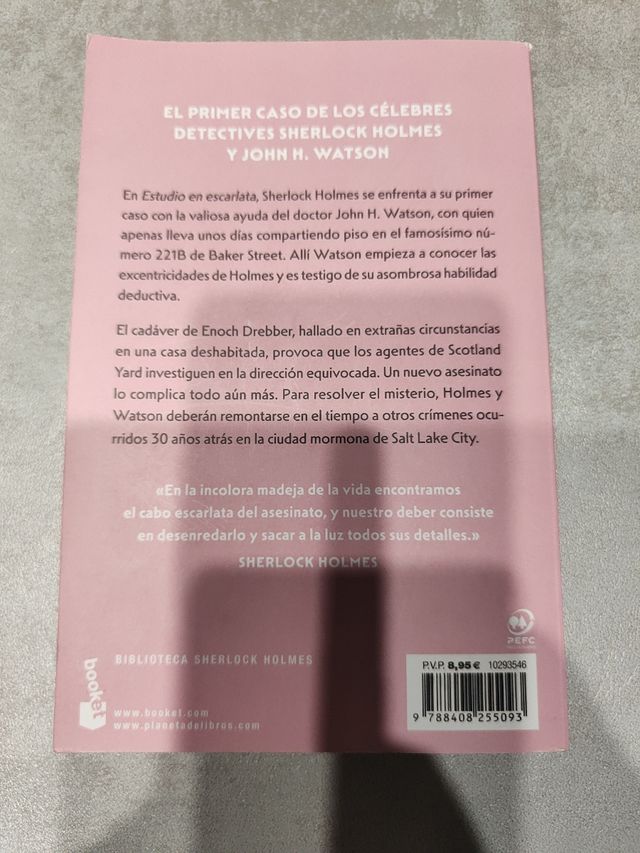 EL PRIMER CASO DE LOS CÉLEBRES
DETECTIVES SHERLOCK HOLMES
Y JOHN H. WATSON
En Estudio en escarlata, Sherlock Holmes se enfrenta a su primer
caso con la valiosa ayuda del doctor John H. Watson, con quien
apenas lleva unos días compartiendo piso en el famosísimo nú-
mero 221B de Baker Street. Allí Watson empieza a conocer las
excentricidades de Holmes y es testigo de su asombrosa habilidad
deductiva.
El cadáver de Enoch Drebber, hallado en extrañas circunstancias
en una casa deshabitada, provoca que los agentes de Scotland
Yard investiguen en la dirección equivocada. Un nuevo asesinato
lo complica todo aún más. Para resolver el misterio, Holmes y
Watson deberán remontarse en el tiempo a otros crímenes ocu-
rridos 30 años atrás en la ciudad mormona de Salt Lake City.
«En la incolora madeja de la vida encontramos
el cabo escarlata del asesinato, y nuestro deber consiste
en desenredarlo y sacar a la luz todos sus detalles.»
SHERLOCK HOLMES
PEFC
BIBLIOTECA SHERLOCK HOLMES
P.V.P. 8,95 € 10293546
booket
www.booket.com
www.planetadelibros.com
9 788408 255093